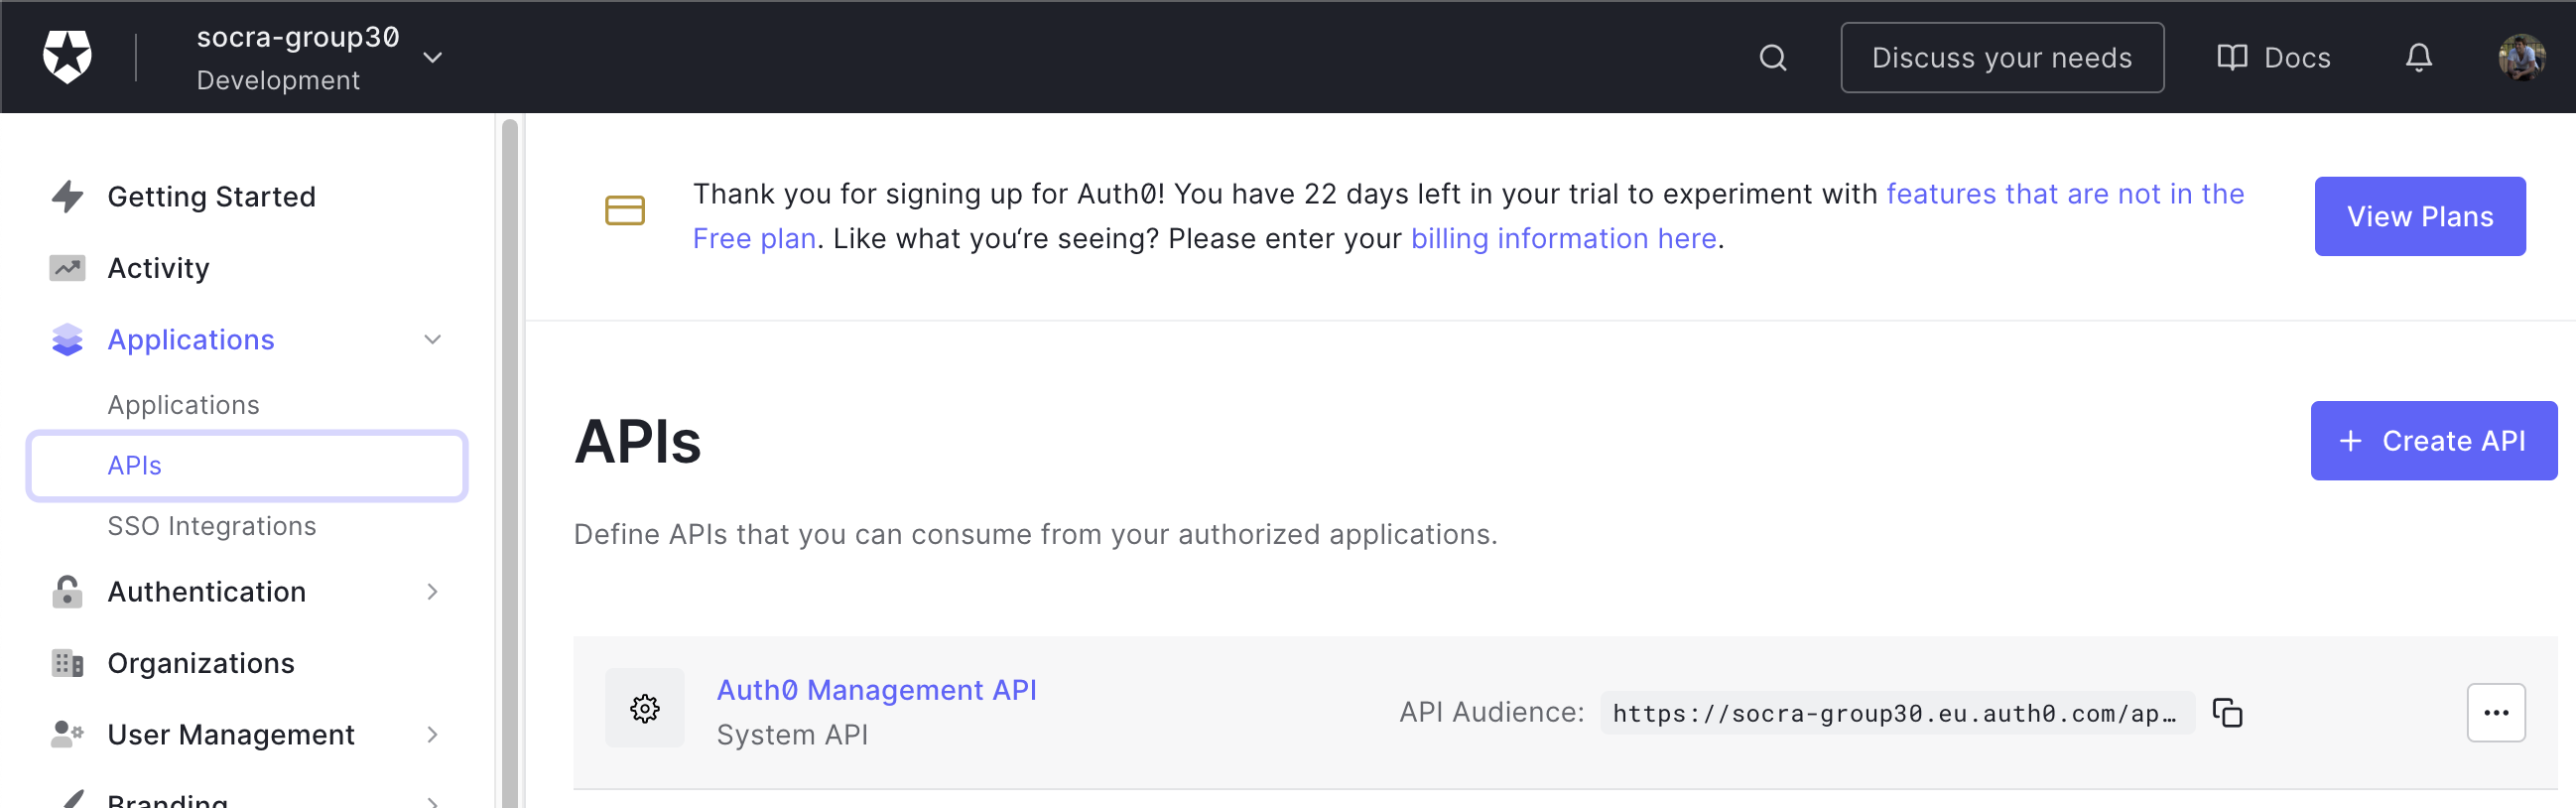 socra-group30
Development
Discuss your needs
Docs
Getting Started
Activity
Applications
Applications
APIs
SSO Integrations
Authentication
Organizations
User Management
Branding
Thank you for signing up for Auth0! You have 22 days left in your trial to experiment with features that are not in the
Free plan. Like what you‘re seeing? Please enter your billing information here.
View Plans
APIs
+ Create API
Define APIs that you can consume from your authorized applications.
Auth0 Management API
System API
API Audience: https://socra-group30.eu.auth0.com/ap…